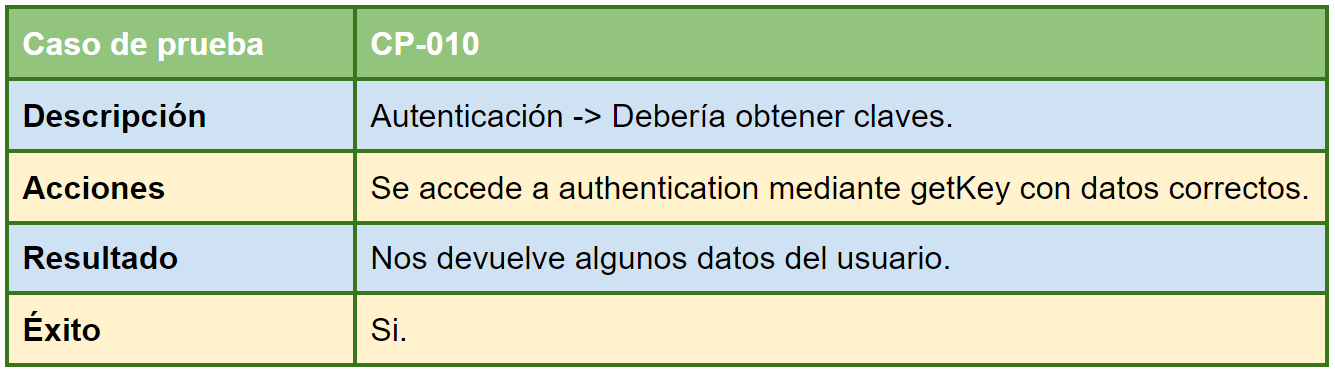 Caso de prueba CP-010
Descripción Autenticación -> Debería obtener claves.
Acciones Se accede a authentication mediante getKey con datos correctos.
Resultado Nos devuelve algunos datos del usuario.
Éxito Si.